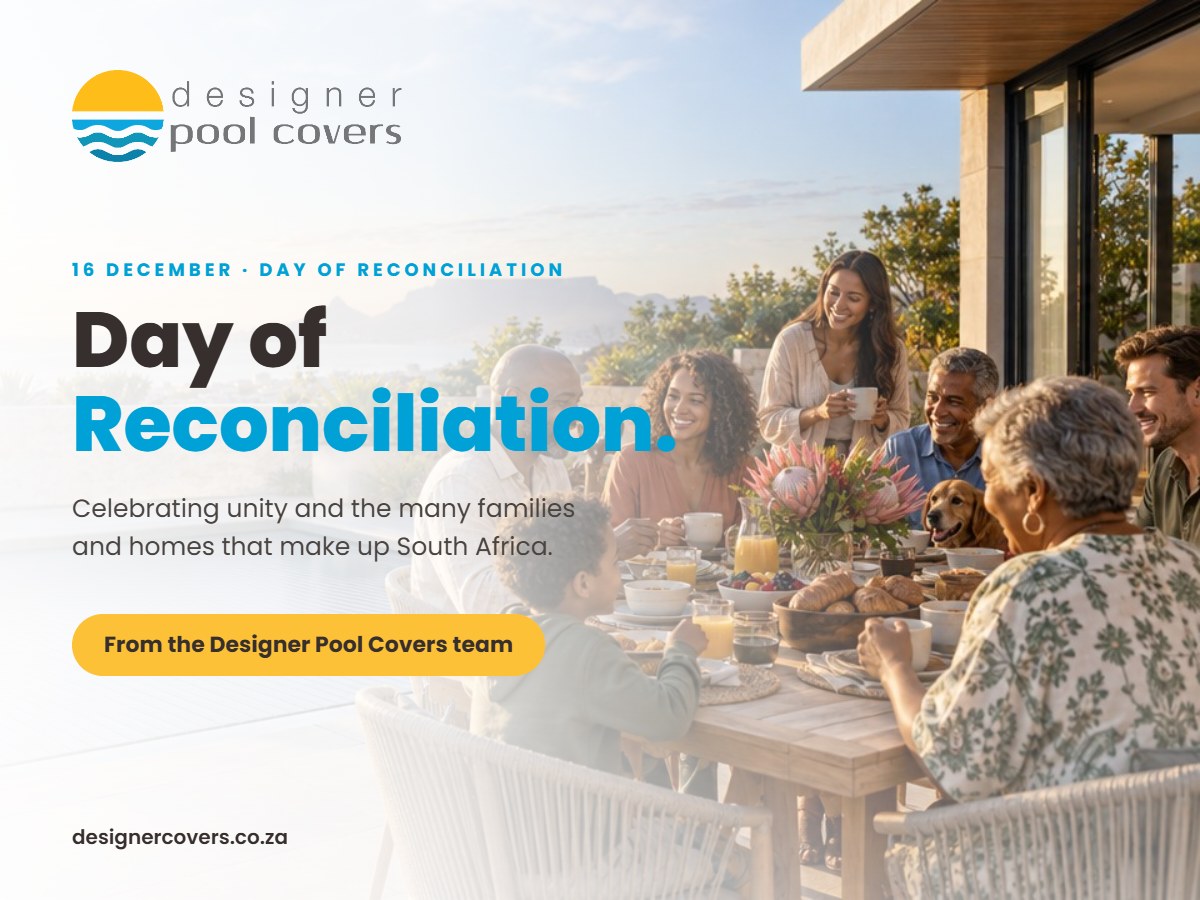 designer
pool covers
16 DECEMBER · DAY OF RECONCILIATION
Day of
Reconciliation.
Celebrating unity and the many families
and homes that make up South Africa.
From the Designer Pool Covers team
designercovers.co.za